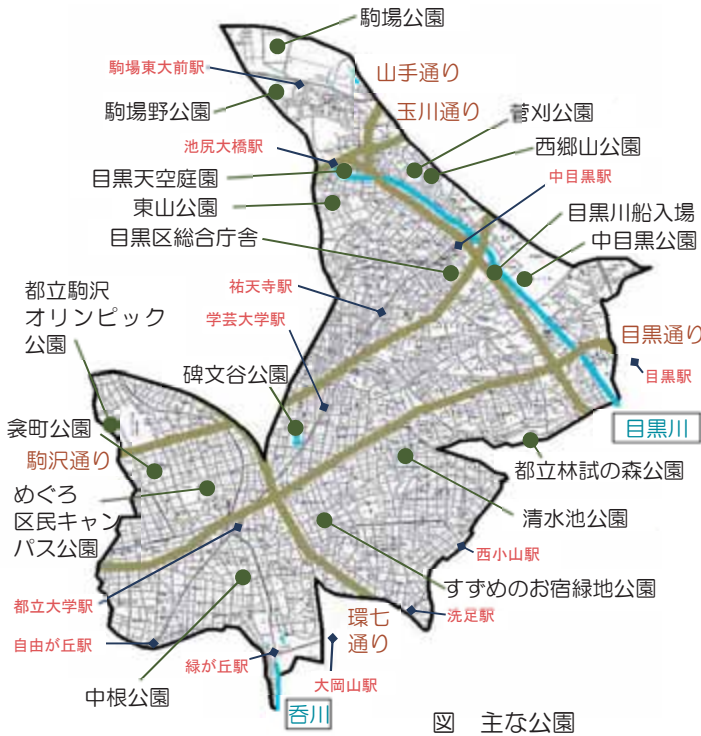 駒場公園
駒場東大前駅
山手通り
駒場野公園
玉川通り
菅刈公園
池尻大橋駅
西郷山公園
目黒天空庭園
中目黒駅
東山公園
目黒川船入場
目黒区総合庁舎
中目黒公園
祐天寺駅
都立駒沢
オリンピック
公園
学芸大学駅
目黒通り
碑文谷公園
目黒駅
衾町公園
目黒川
駒沢通り
都立林試の森公園
めぐろ
区民キャン
パス公園
清水池公園
西小山駅
すずめのお宿緑地公園
都立大学駅
環七
通り
洗足駅
自由が丘駅
緑が丘駅
大岡山駅
中根公園
呑川
図 主な公園